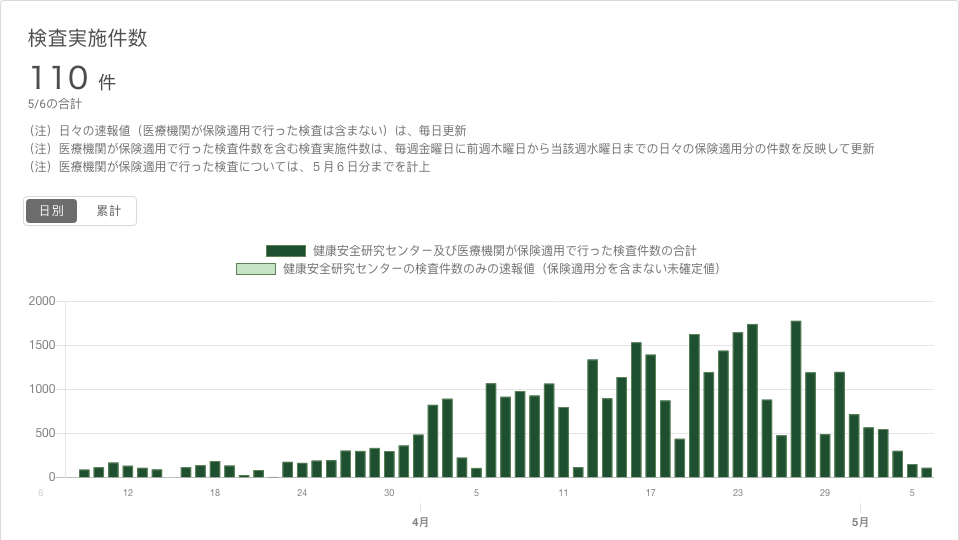 検査実施件数
110 件
5/6の合計
（注）日々の速報値（医療機関が保険適用で行った検査は含まない）は、毎日更新
（注）医療機関が保険適用で行った検査件数を含む検査実施件数は、毎週金曜日に前週木曜日から当該週水曜日までの日々の保険適用分の件数を反映して更新
（注）医療機関が保険適用で行った検査については、５月６日分までを計上
日別 累計
健康安全研究センター及び医療機関が保険適用で行った検査件数の合計
健康安全研究センターの検査件数のみの速報値（保険適用分を含まない未確定値）
2000
1500
1000
500
0
6 12 18 24 30 5 11 17 23 29 5
4月 5月